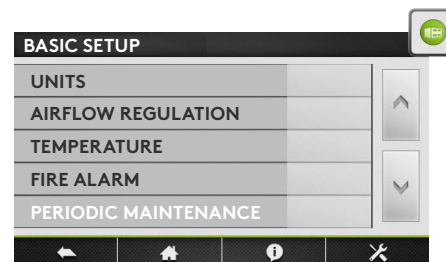 BASIC SETUP
UNITS
AIRFLOW REGULATION
TEMPERATURE
FIRE ALARM
PERIODIC MAINTENANCE